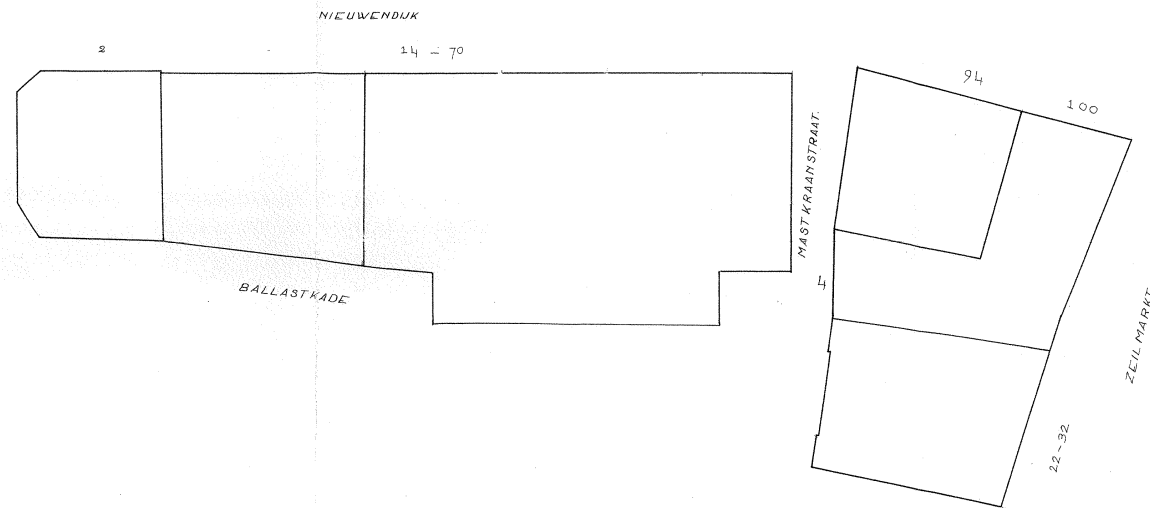 NIEUWENDIJK
2
14 - 70
94
100
MASTKRAANSTRAAT.
4
BALLASTKADE
ZEILMARKT
22-32